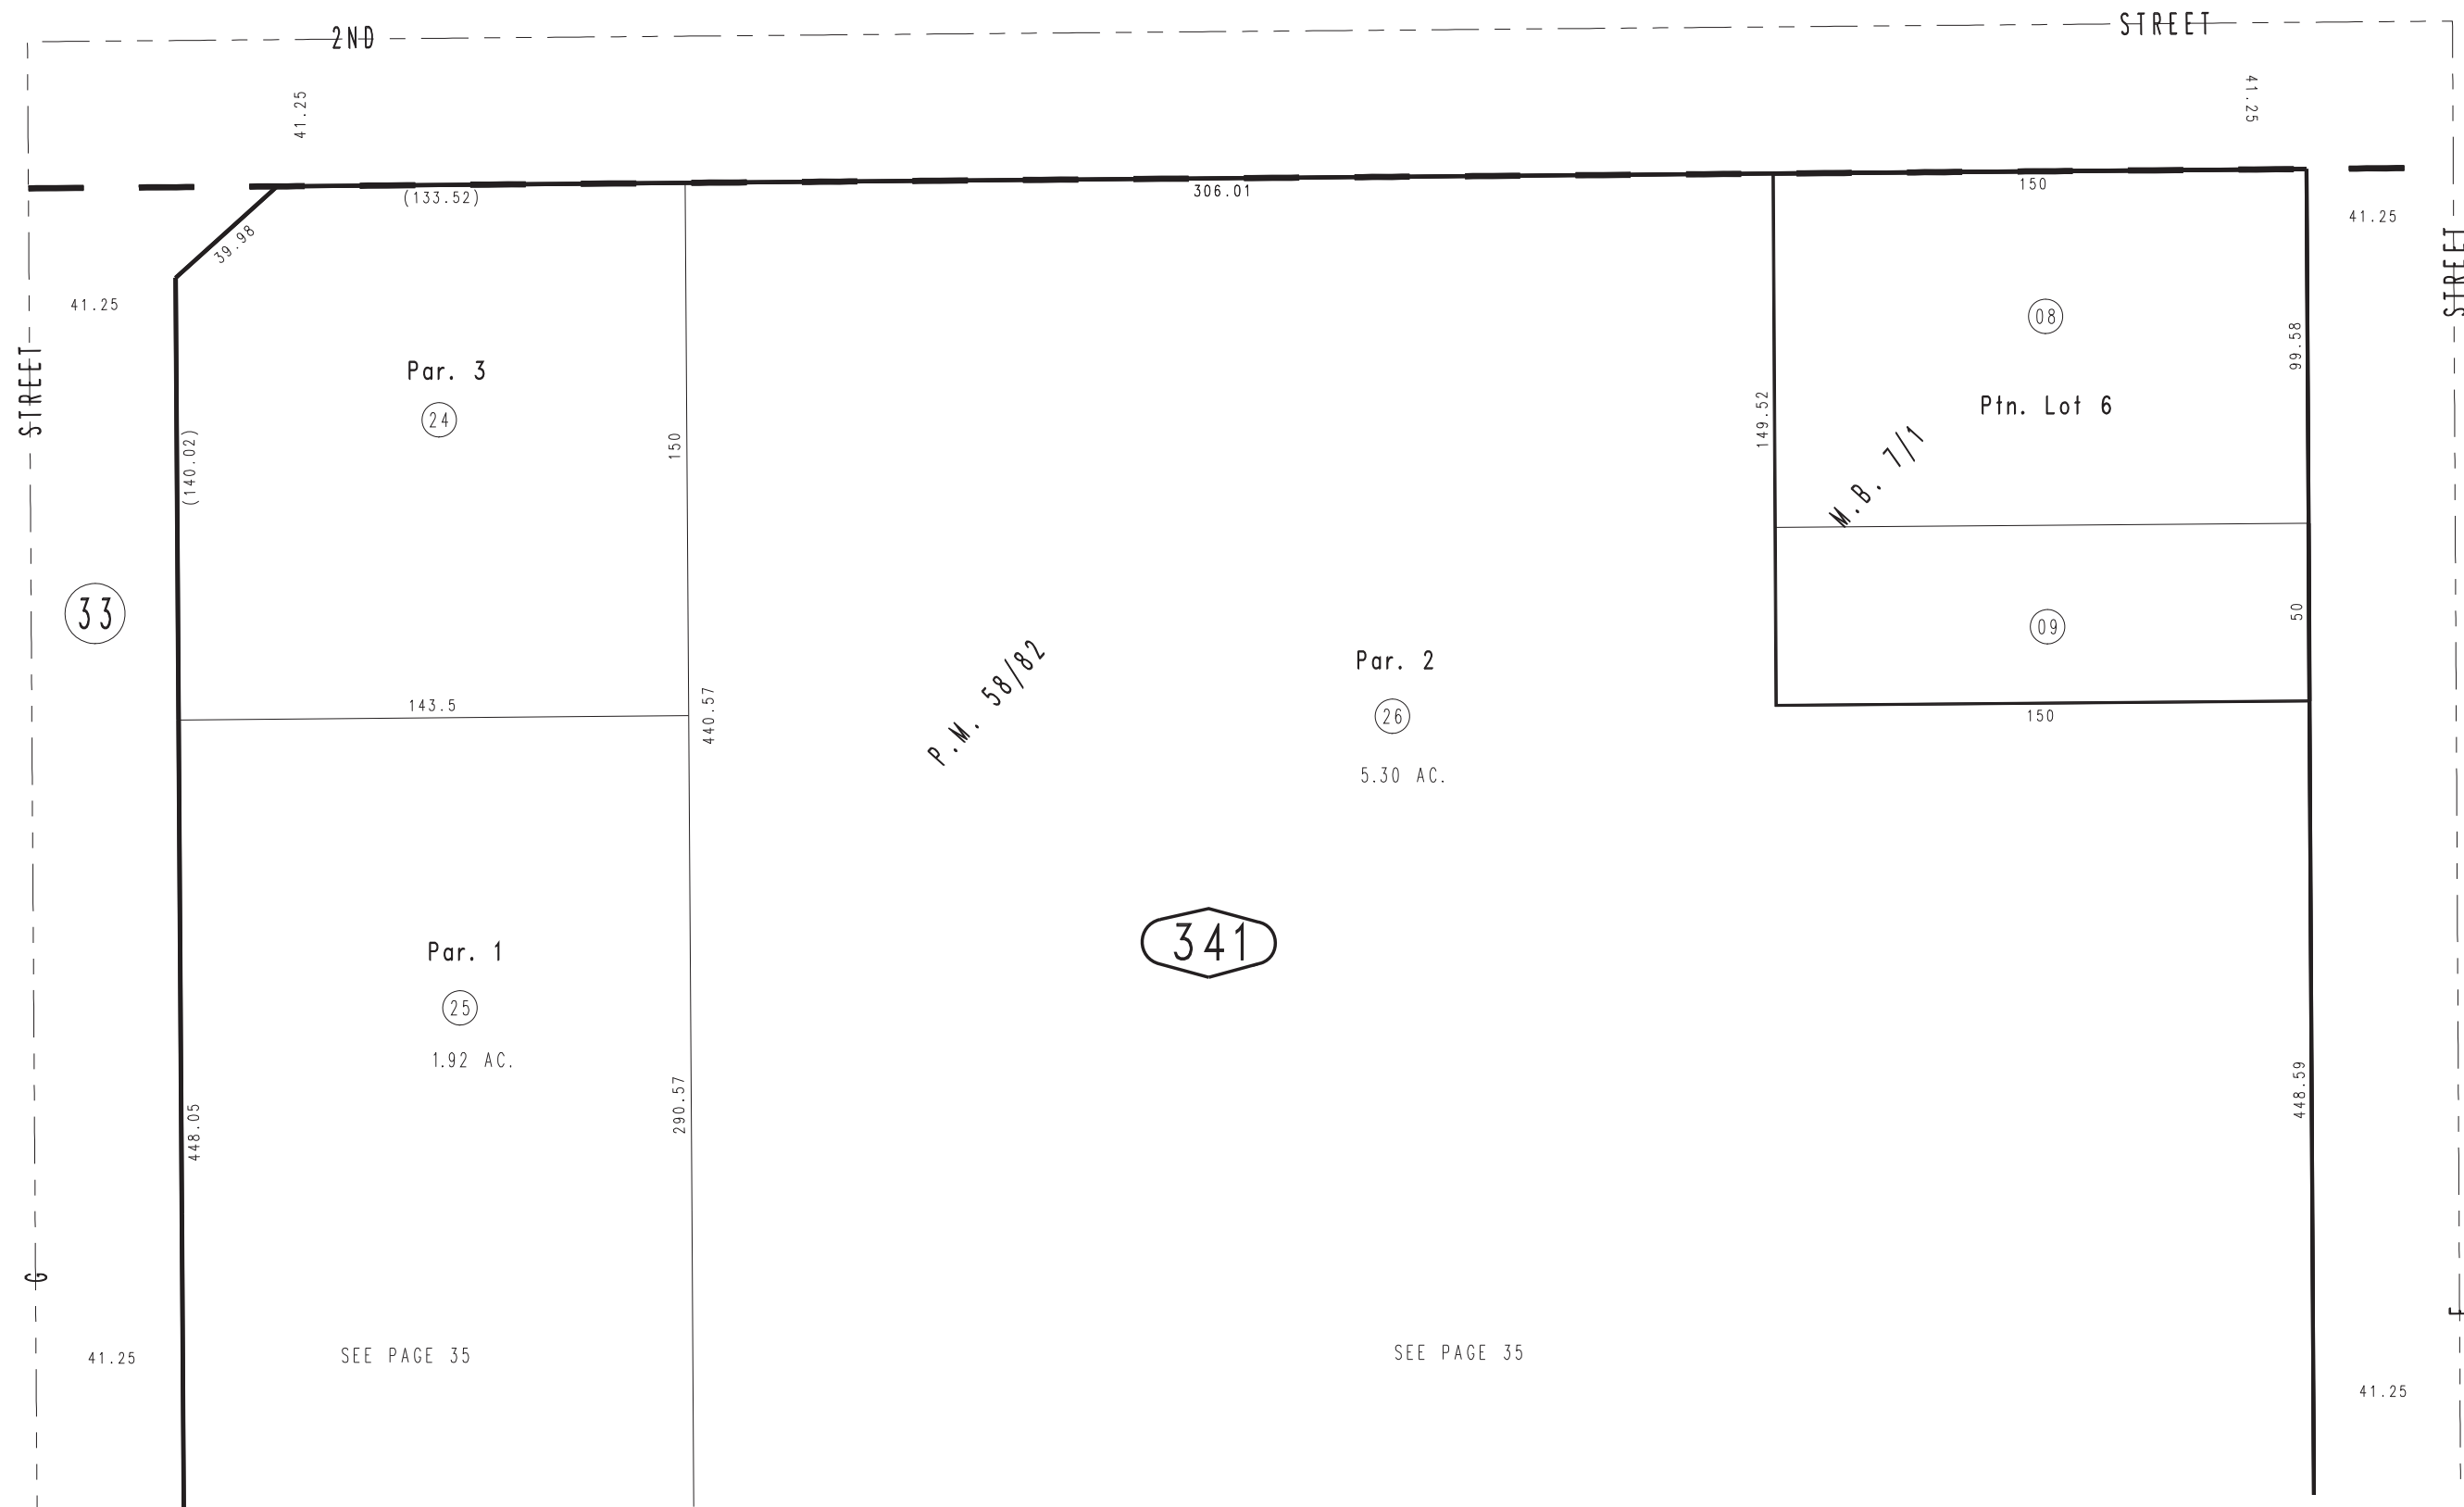 2ND
STREET
41.25
41.25
(133.52)
306.01
150
39.98
41.25
41.25
STREET
STREET
08
99.58
Par. 3
24
Ptn. Lot 6
(140.02)
150
149.52
M.B. 7/1
33
09
50
Par. 2
P.M. 58/82
143.5
440.57
26
150
5.30 AC.
341
Par. 1
25
1.92 AC.
448.05
290.57
448.59
G
SEE PAGE 35
SEE PAGE 35
41.25
41.25